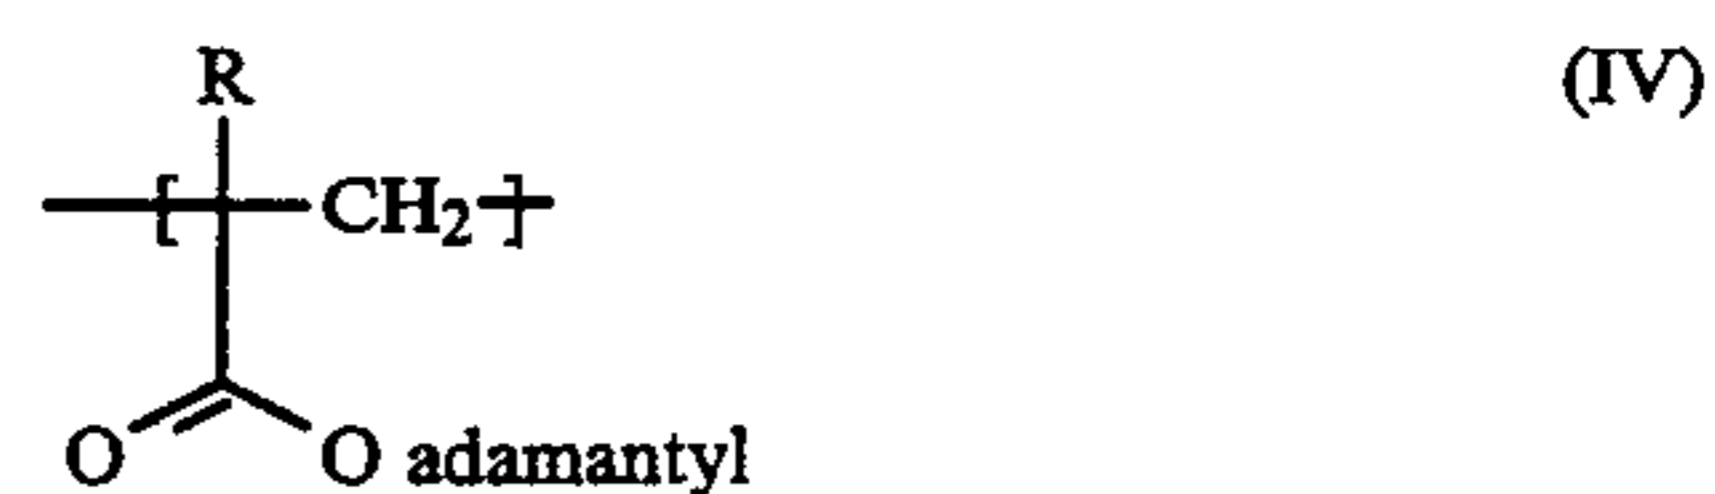 R (IV)
[ CH2 ]
O O adamantyl